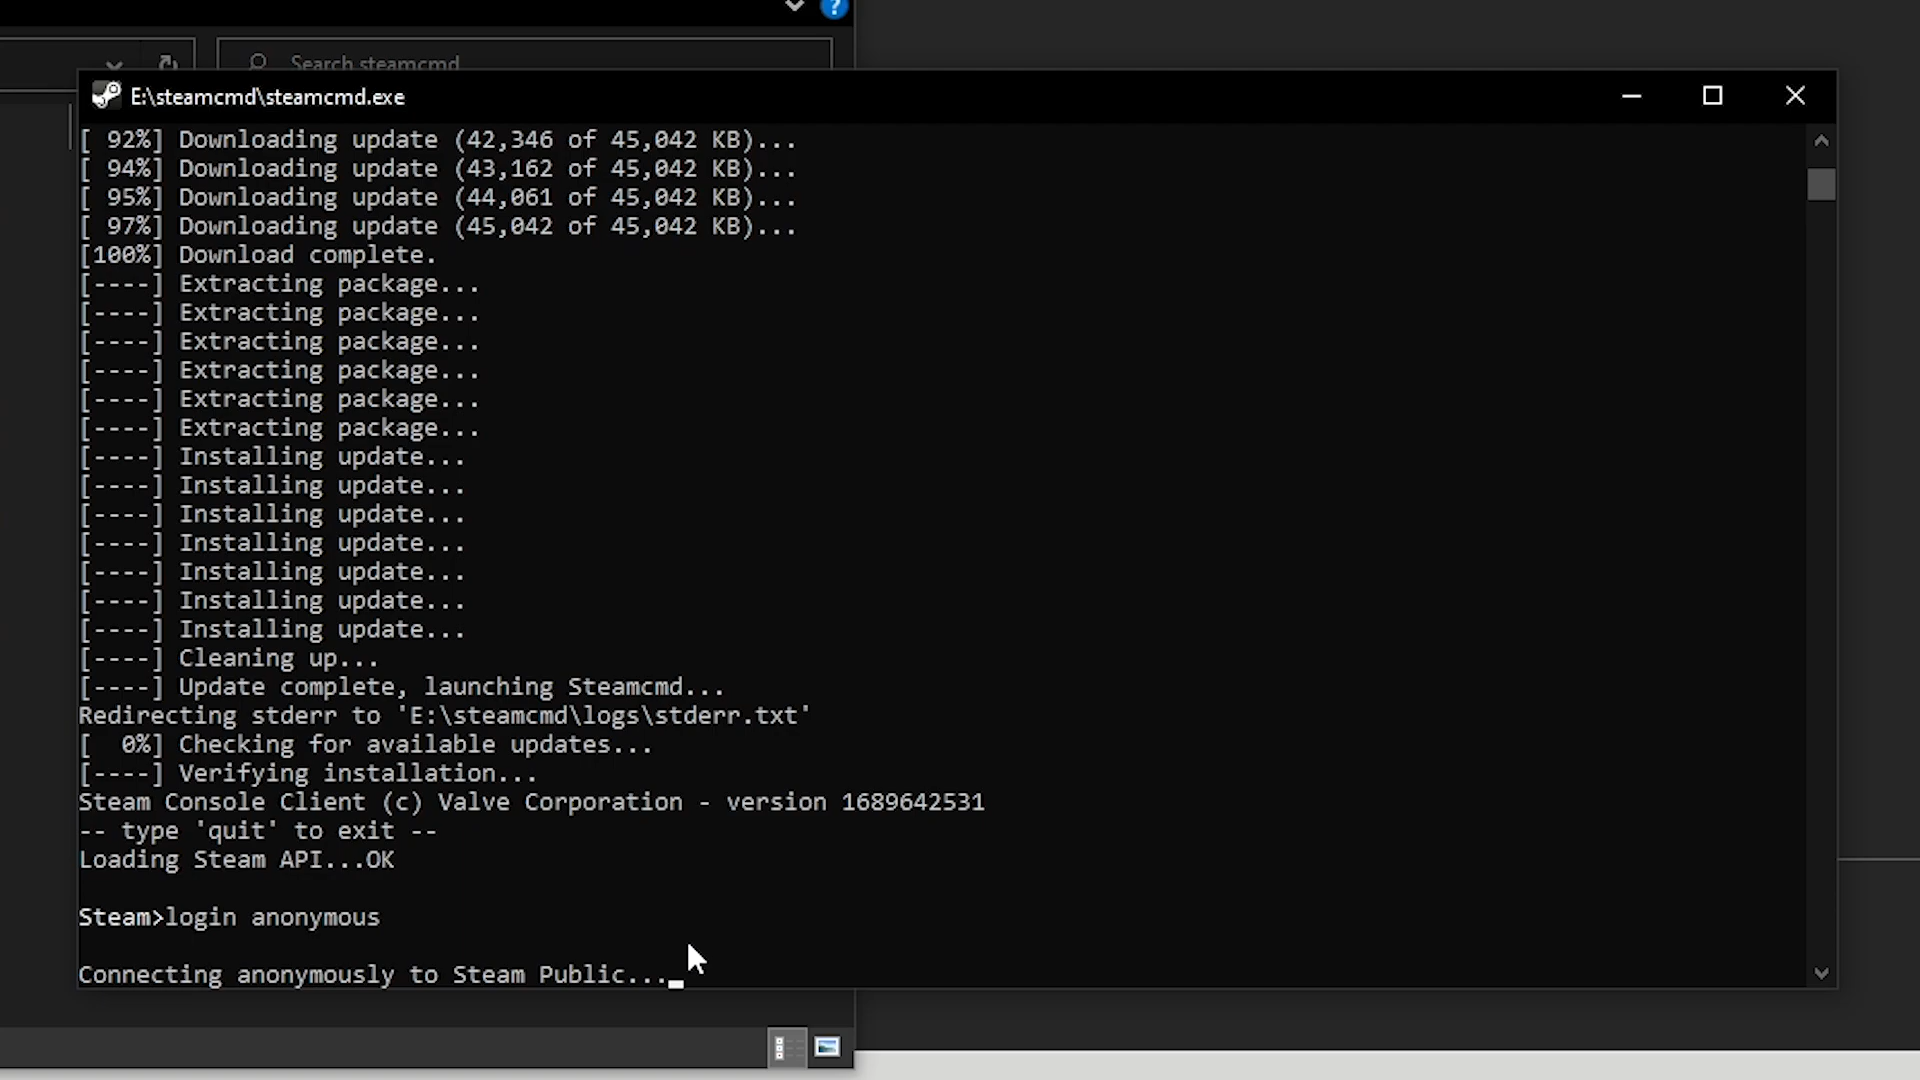 ?
Search steamcmd
E:\steamcmd\steamcmd.exe
[ 92%] Downloading update (42,346 of 45,042 KB)...
[ 94%] Downloading update (43,162 of 45,042 KB)...
[ 95%] Downloading update (44,061 of 45,042 KB)...
[ 97%] Downloading update (45,042 of 45,042 KB)...
[100%] Download complete.
[----] Extracting package...
[----] Extracting package...
[----] Extracting package...
[----] Extracting package...
[----] Extracting package...
[----] Extracting package...
[----] Installing update...
[----] Installing update...
[----] Installing update...
[----] Installing update...
[----] Installing update...
[----] Installing update...
[----] Installing update...
[----] Cleaning up...
[----] Update complete, launching Steamcmd...
Redirecting stderr to 'E:\steamcmd\logs\stderr.txt'
[  0%] Checking for available updates...
[----] Verifying installation...
Steam Console Client (c) Valve Corporation - version 1689642531
-- type 'quit' to exit --
Loading Steam API...OK
Steam>login anonymous
Connecting anonymously to Steam Public...